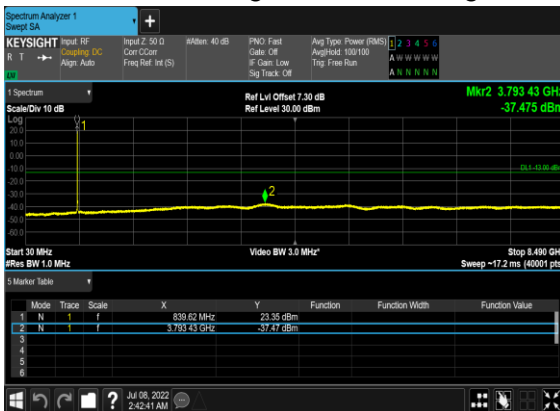 Spectrum Analyzer 1
Swept SA
KEYSIGHT Input: RF Input Z: 50 Ω #Atten: 40 dB PNO: Fast Avg Type: Power (RMS) 1 2 3 4 5 6
R T Coupling: DC Corr CCorr Gate: Off Avg|Hold: 100/100 A W W W W W
Align: Auto Freq Ref: Int (S) IF Gain: Low Trig: Free Run
LV Sig Track: Off A N N N N N
1 Spectrum Ref Lvl Offset 7.30 dB Mkr2 3.793 43 GHz
Scale/Div 10 dB Ref Level 30.00 dBm -37.475 dBm
Log
20.0 1
10.0
0.00
-10.0 DL1 -13.00 dBm
-20.0
-30.0 2
-40.0
-50.0
-60.0
Start 30 MHz Video BW 3.0 MHz* Stop 8.490 GHz
#Res BW 1.0 MHz Sweep ~17.2 ms (40001 pts)
5 Marker Table
Mode Trace Scale X Y Function Function Width Function Value
1 N 1 f 839.62 MHz 23.35 dBm
2 N 1 f 3.793 43 GHz -37.47 dBm
3
4
5
6
? Jul 08, 2022
2:42:41 AM